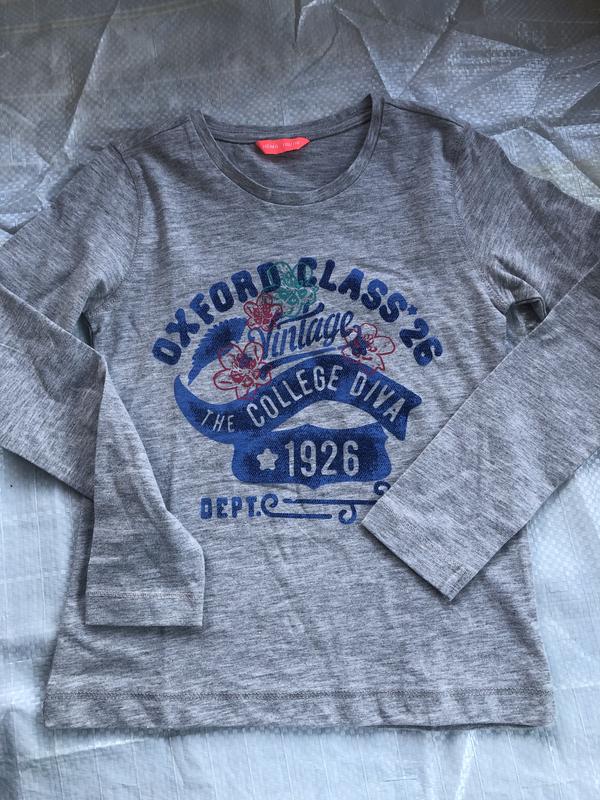 OXFORD CLASS '26
Vintage
THE COLLEGE DIVA
1926
DEPT.